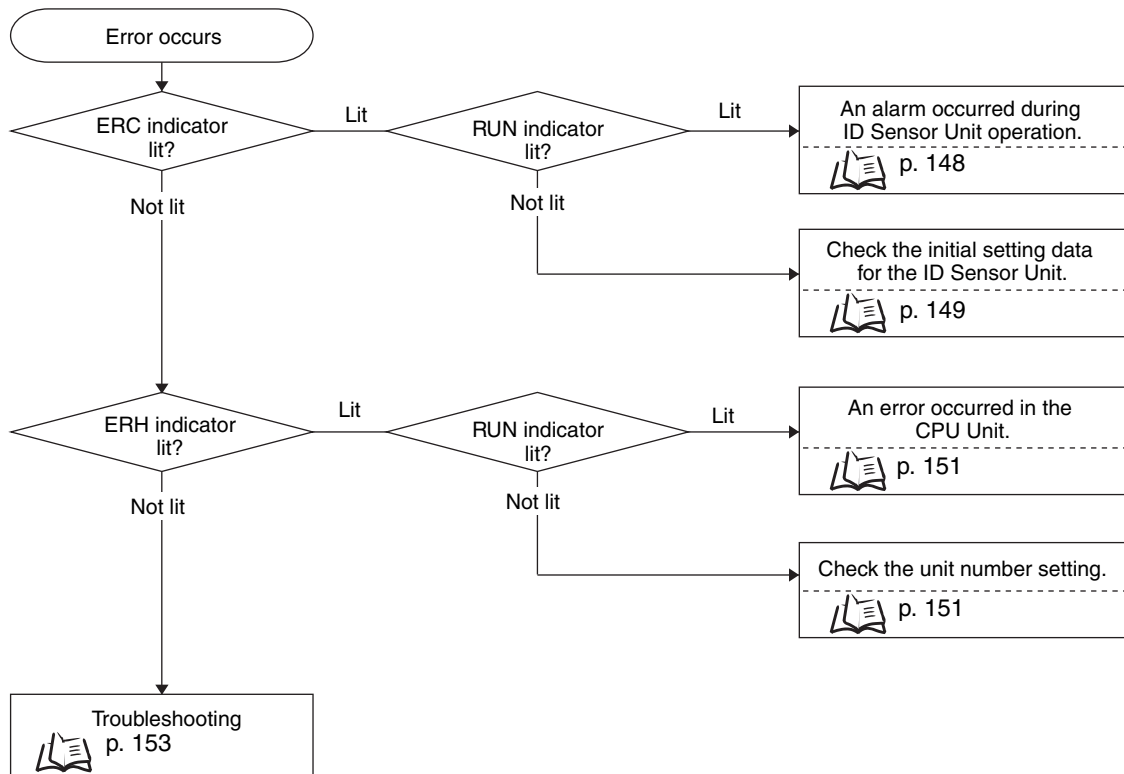 Error occurs
ERC indicator
lit?
Lit
RUN indicator
lit?
Lit
An alarm occurred during
ID Sensor Unit operation.
p. 148
Not lit
Not lit
Check the initial setting data
for the ID Sensor Unit.
p. 149
ERH indicator
lit?
Lit
RUN indicator
lit?
Lit
An error occurred in the
CPU Unit.
p. 151
Not lit
Not lit
Check the unit number setting.
p. 151
Troubleshooting
p. 153